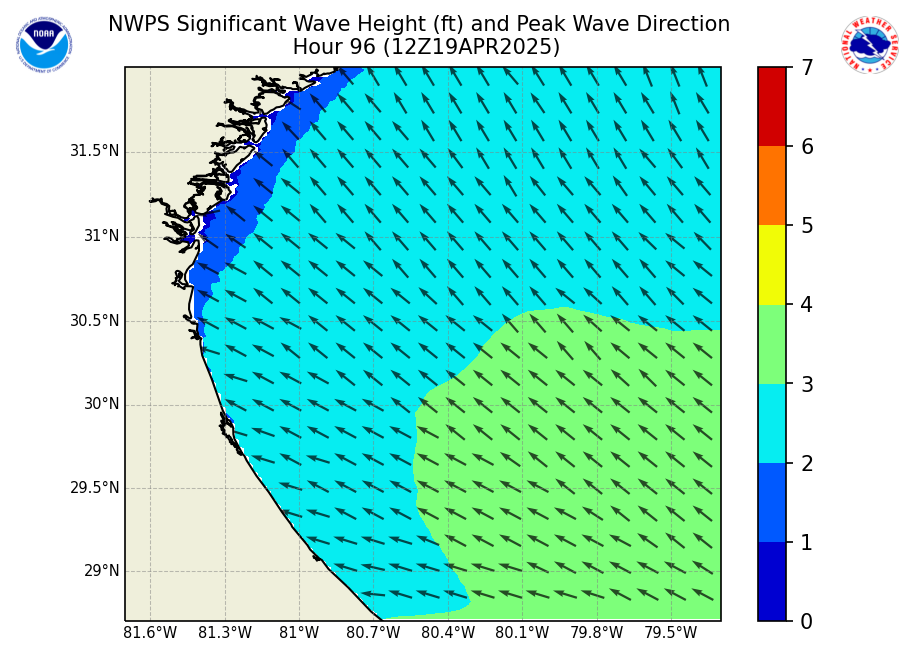 NWPS Significant Wave Height (ft) and Peak Wave Direction
Hour 96 (12Z19APR2025)
NOAA
NATIONAL WEATHER SERVICE
31.5°N
31°N
30.5°N
30°N
29.5°N
29°N
81.6°W 81.3°W 81°W 80.7°W 80.4°W 80.1°W 79.8°W 79.5°W
7
6
5
4
3
2
1
0